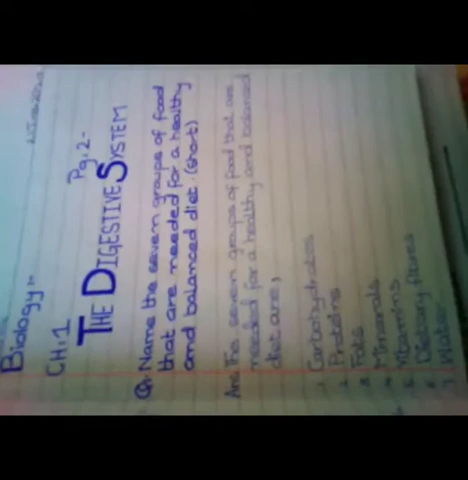 Biology :-
CH:1
Pg:2-
THE DIGESTIVE SYSTEM
Q: Name the seven groups of food
that are needed for a healthy
and balanced diet. (short)
Ans: The seven groups of food that are
needed for a healthy and balanced
diet are;
1. Carbohydrates
2. Proteins
3. Fats
4. Minerals
5. Vitamins
6. Dietary fibres
7. Water